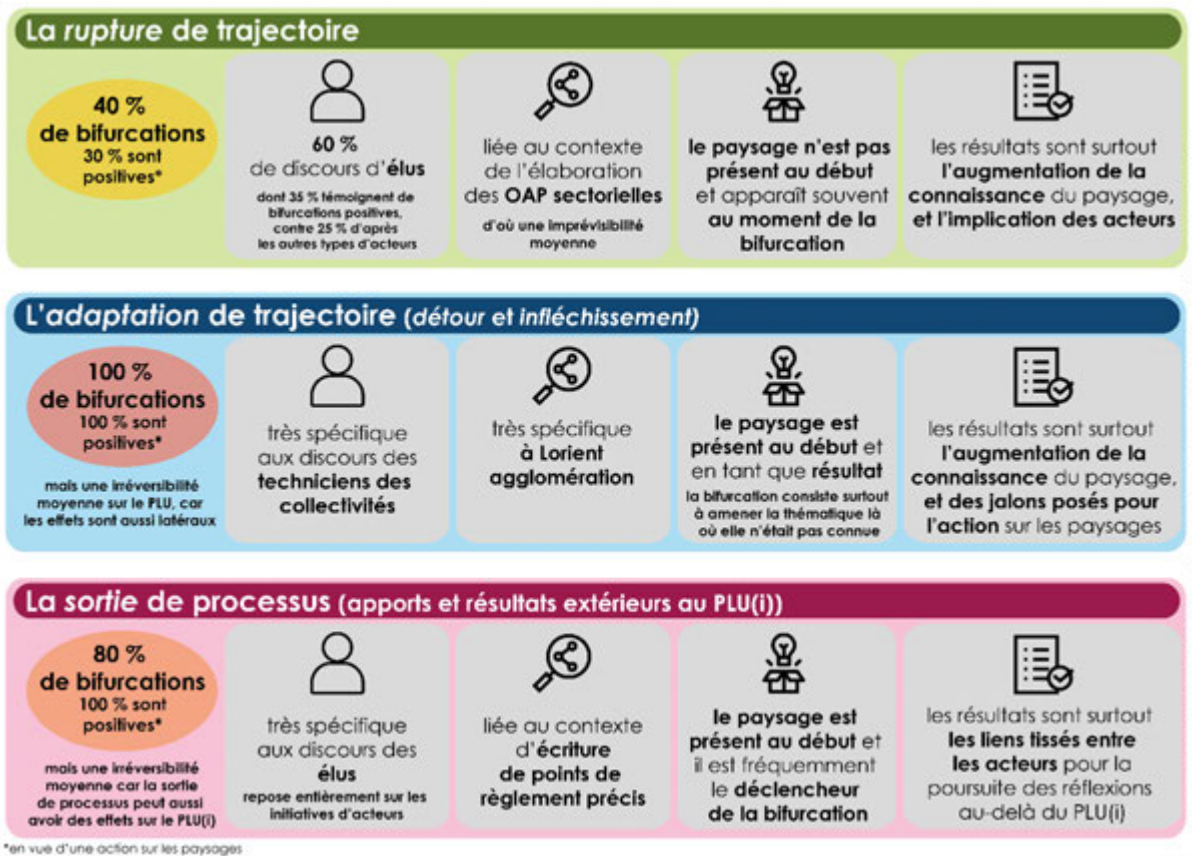 La rupture de trajectoire
40 %
de bifurcations
30 % sont
positives*
60 %
de discours d'élus
dont 35 % témoignent de
bifurcations positives,
contre 25 % d'après
les autres types d'acteurs
liée au contexte
de l'élaboration
des OAP sectorielles
d'où une imprévisibilité
moyenne
le paysage n'est pas
présent au début
et apparaît souvent
au moment de la
bifurcation
les résultats sont surtout
l'augmentation de la
connaissance du paysage,
et l'implication des acteurs
L'adaptation de trajectoire (détour et infléchissement)
100 %
de bifurcations
100 % sont
positives*
mais une irréversibilité
moyenne sur le PLU, car
les effets sont aussi latéraux
très spécifique
aux discours des
techniciens des
collectivités
très spécifique
à Lorient
agglomération
le paysage est
présent au début et
en tant que résultat
la bifurcation consiste surtout
à amener la thématique là
où elle n'était pas connue
les résultats sont surtout
l'augmentation de la
connaissance du paysage,
et des jalons posés pour
l'action sur les paysages
La sortie de processus (apports et résultats extérieurs au PLU(i))
80 %
de bifurcations
100 % sont
positives*
mais une irréversibilité
moyenne car la sortie
de processus peut aussi
avoir des effets sur le PLU(i)
très spécifique
aux discours des
élus
repose entièrement sur les
initiatives d'acteurs
liée au contexte
d'écriture
de points de
règlement précis
le paysage est
présent au début et
il est fréquemment
le déclencheur
de la bifurcation
les résultats sont surtout
les liens tissés entre
les acteurs pour la
poursuite des réflexions
au-delà du PLU(i)
*en vue d'une action sur les paysages